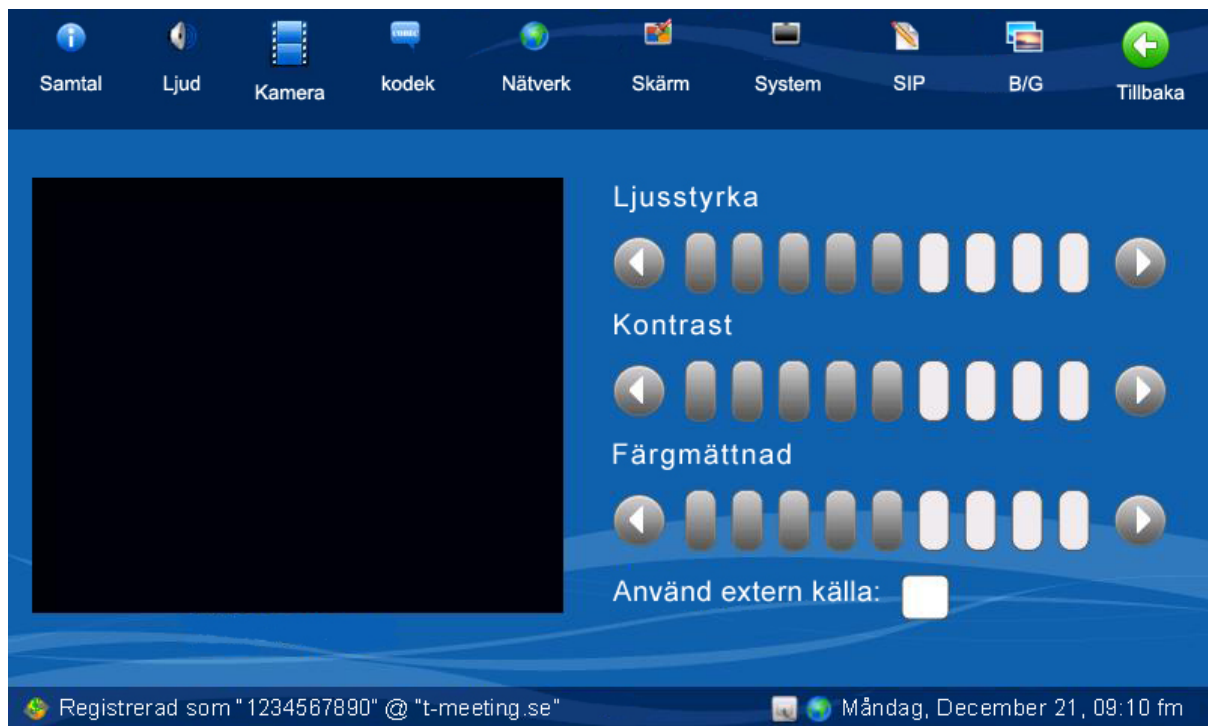 CODEC
Samtal Ljud Kamera kodek Nätverk Skärm System SIP B/G Tillbaka
Ljusstyrka
Kontrast
Färgmättnad
Använd extern källa:
Registrerad som "1234567890" @ "t-meeting.se" Måndag, December 21, 09:10 fm